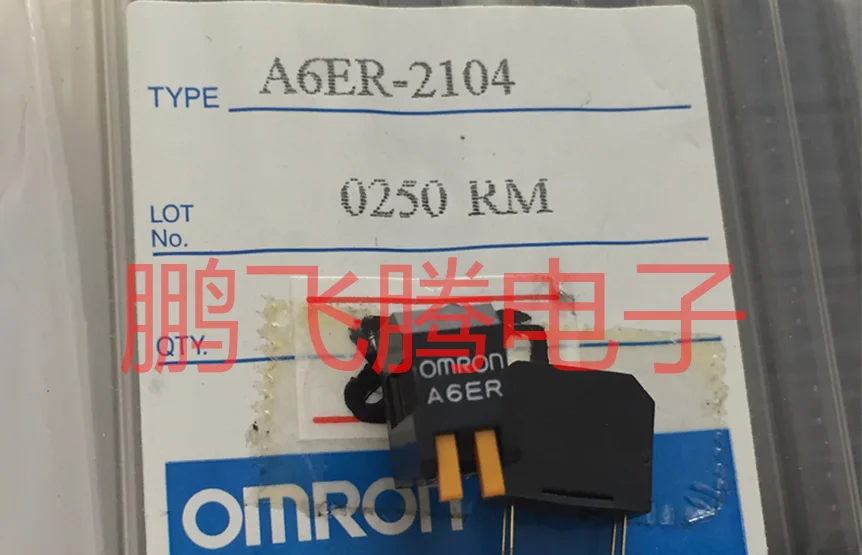 TYPE A6ER-2104
LOT No. 0250 RM
鹏飞腾电子
QTY.
OMRON
A6ER
OMRON